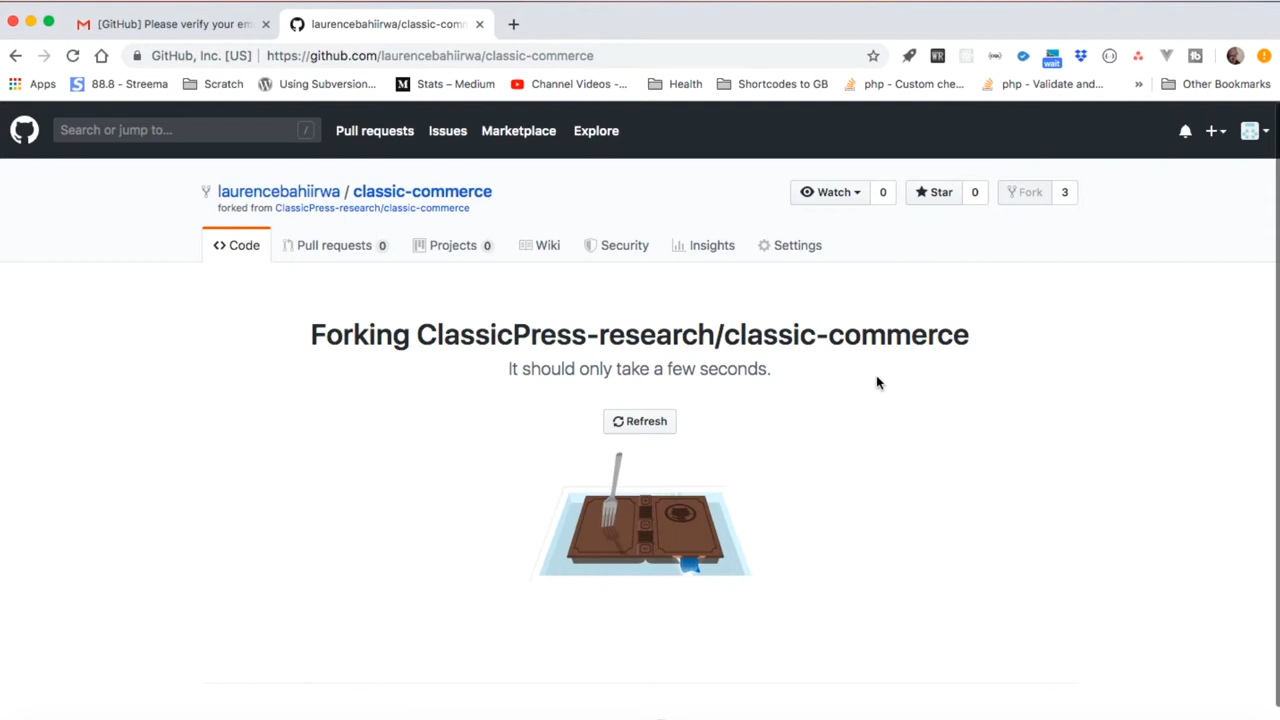 [GitHub] Please verify your em
laurencebahiirwa/classic-comm
GitHub, Inc. [US]
https://github.com/laurencebahiirwa/classic-commerce
WR
wait
Apps
88.8 - Streema
Scratch
Using Subversion...
Stats – Medium
Channel Videos -...
Health
Shortcodes to GB
php - Custom che...
php - Validate and...
»
Other Bookmarks
Search or jump to...
/
Pull requests
Issues
Marketplace
Explore
laurencebahiirwa / classic-commerce
forked from ClassicPress-research/classic-commerce
Watch
0
Star
0
Fork
3
Code
Pull requests 0
Projects 0
Wiki
Security
Insights
Settings
Forking ClassicPress-research/classic-commerce
It should only take a few seconds.
Refresh